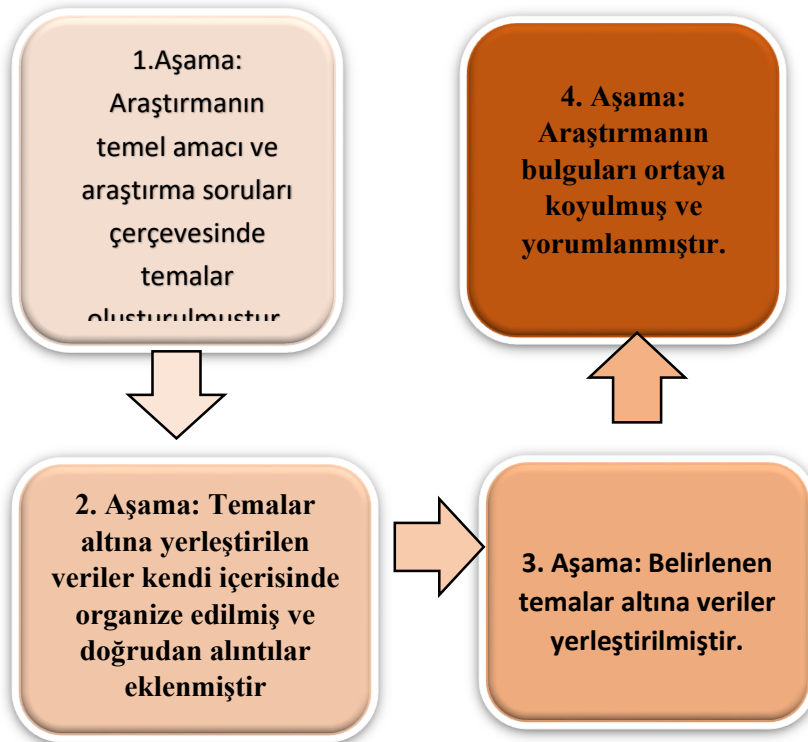 1.Aşama:
Araştırmanın
temel amacı ve
araştırma soruları
çerçevesinde
temalar
oluşturulmuştur
2. Aşama: Temalar
altına yerleştirilen
veriler kendi içerisinde
organize edilmiş ve
doğrudan alıntılar
eklenmiştir
3. Aşama: Belirlenen
temalar altına veriler
yerleştirilmiştir.
4. Aşama:
Araştırmanın
bulguları ortaya
koyulmuş ve
yorumlanmıştır.